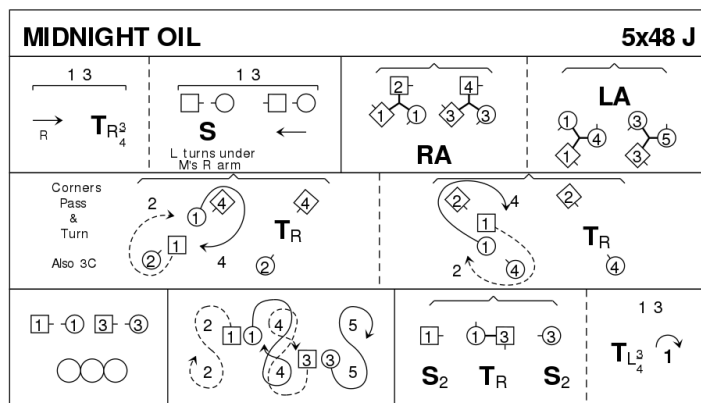 MIDNIGHT OIL 5x48 J
1 3
R
T R 3/4
1 3
S
L turns under
M's R arm
2 4
1 1 3 3
RA
LA
1 4 3 5
1 3
Corners
Pass
&
Turn
Also 3C
2 1 4 4
1
2 4 2
T R
2 4 2
1
1
2 4 4
T R
1 1 3 3
2 1 1 4 5
3 3
2 4 5
1 1 3 3
S 2 T R S 2
1 3
T L 3/4 1